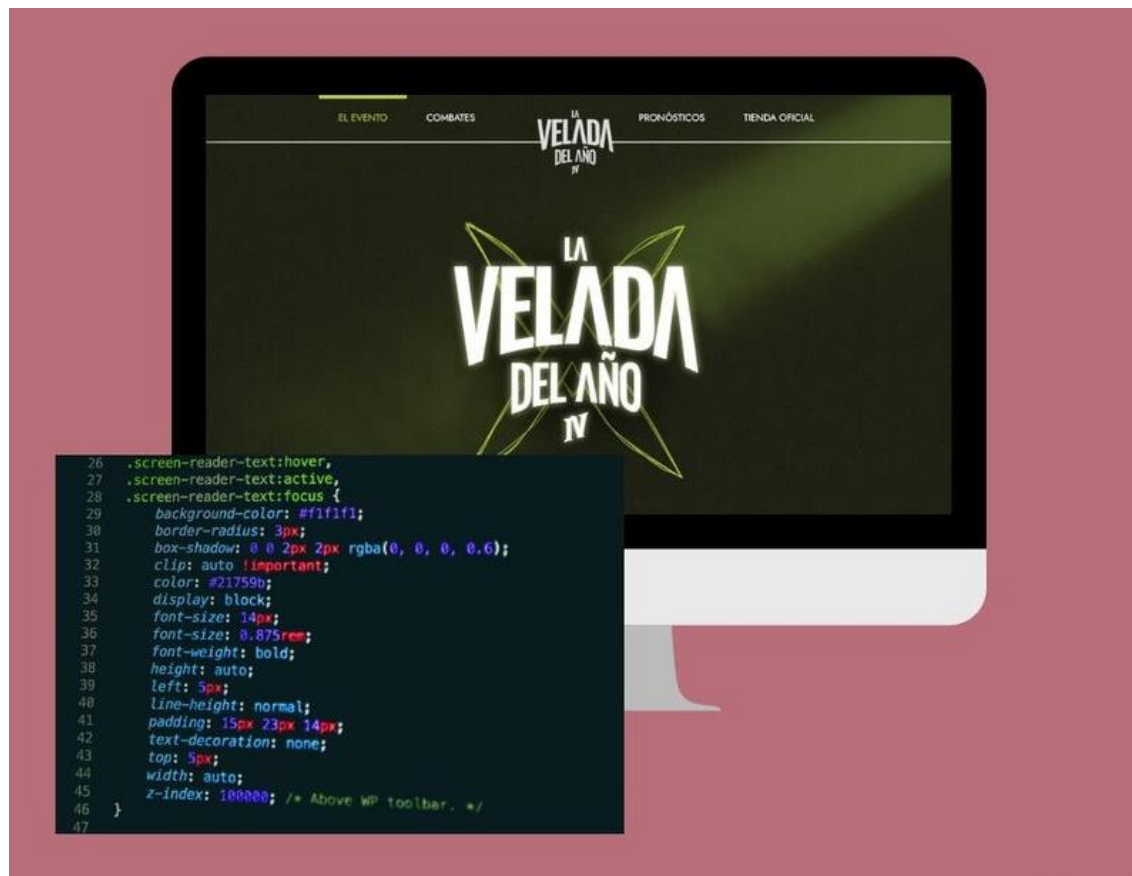 EL EVENTO
COMBATES
LA
VELADA
DEL AÑO
IV
PRONÓSTICOS
TIENDA OFICIAL
LA
VELADA
DEL AÑO
IV
26 .screen-reader-text:hover,
27 .screen-reader-text:active,
28 .screen-reader-text:focus {
29 background-color: #f1f1f1;
30 border-radius: 3px;
31 box-shadow: 0 0 2px 2px rgba(0, 0, 0, 0.6);
32 clip: auto !important;
33 color: #21759b;
34 display: block;
35 font-size: 14px;
36 font-size: 0.875rem;
37 font-weight: bold;
38 height: auto;
39 left: 5px;
40 line-height: normal;
41 padding: 15px 23px 14px;
42 text-decoration: none;
43 top: 5px;
44 width: auto;
45 z-index: 100000; /* Above WP toolbar. */
46 }
47